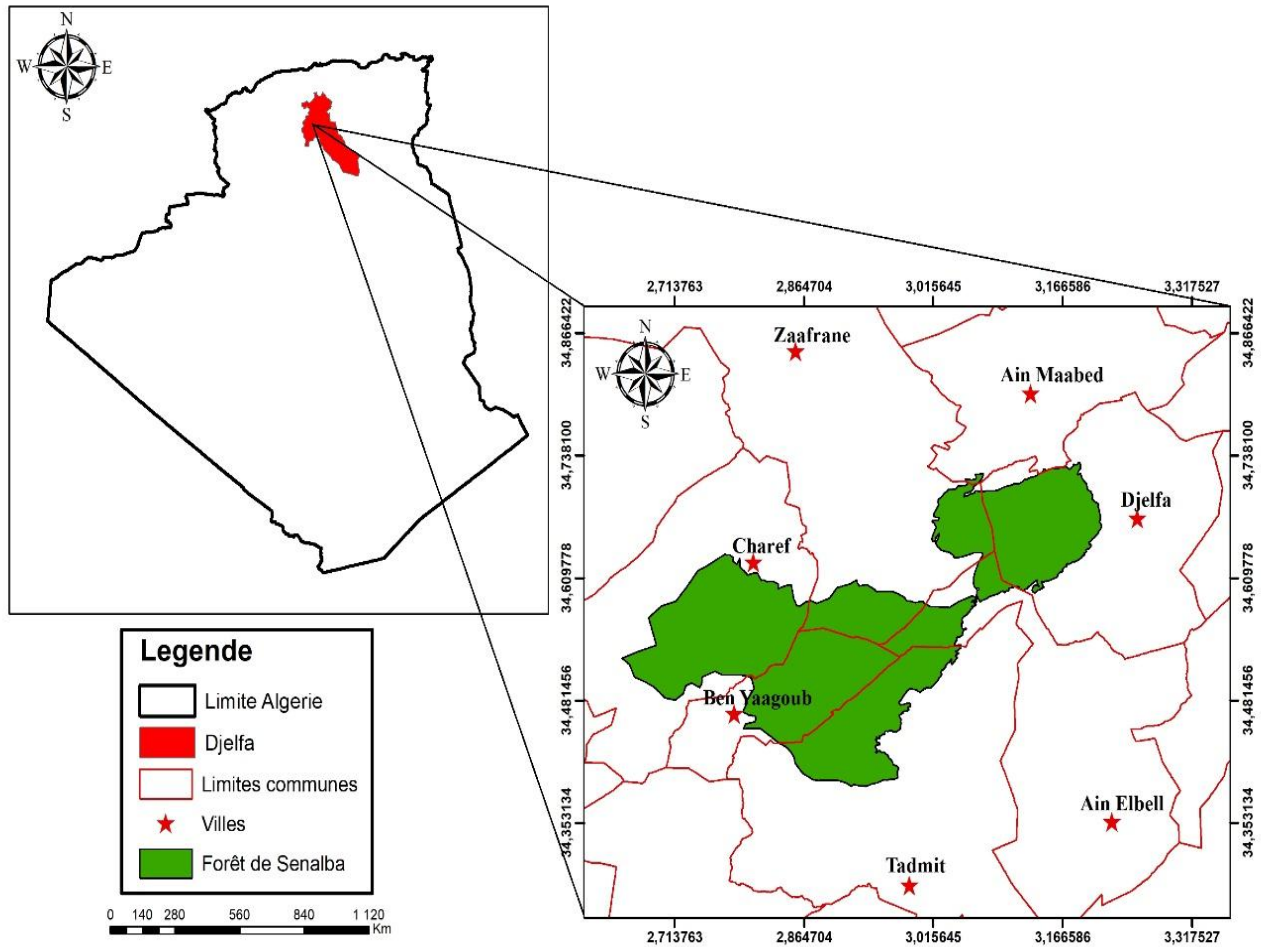 N
W E
S
2,713763 2,864704 3,015645 3,166586 3,317527
34,866422 34,866422
Zaafrane
N
W E
S
Ain Maabed
34,738100 34,738100
Djelfa
Charef
34,609778 34,609778
Ben Yaagoub
34,481456 34,481456
Ain Elbell
34,353134 34,353134
Tadmit
2,713763 2,864704 3,015645 3,166586 3,317527
Legende
Limite Algerie
Djelfa
Limites communes
Villes
Forêt de Senalba
0 140 280 560 840 1 120
Km